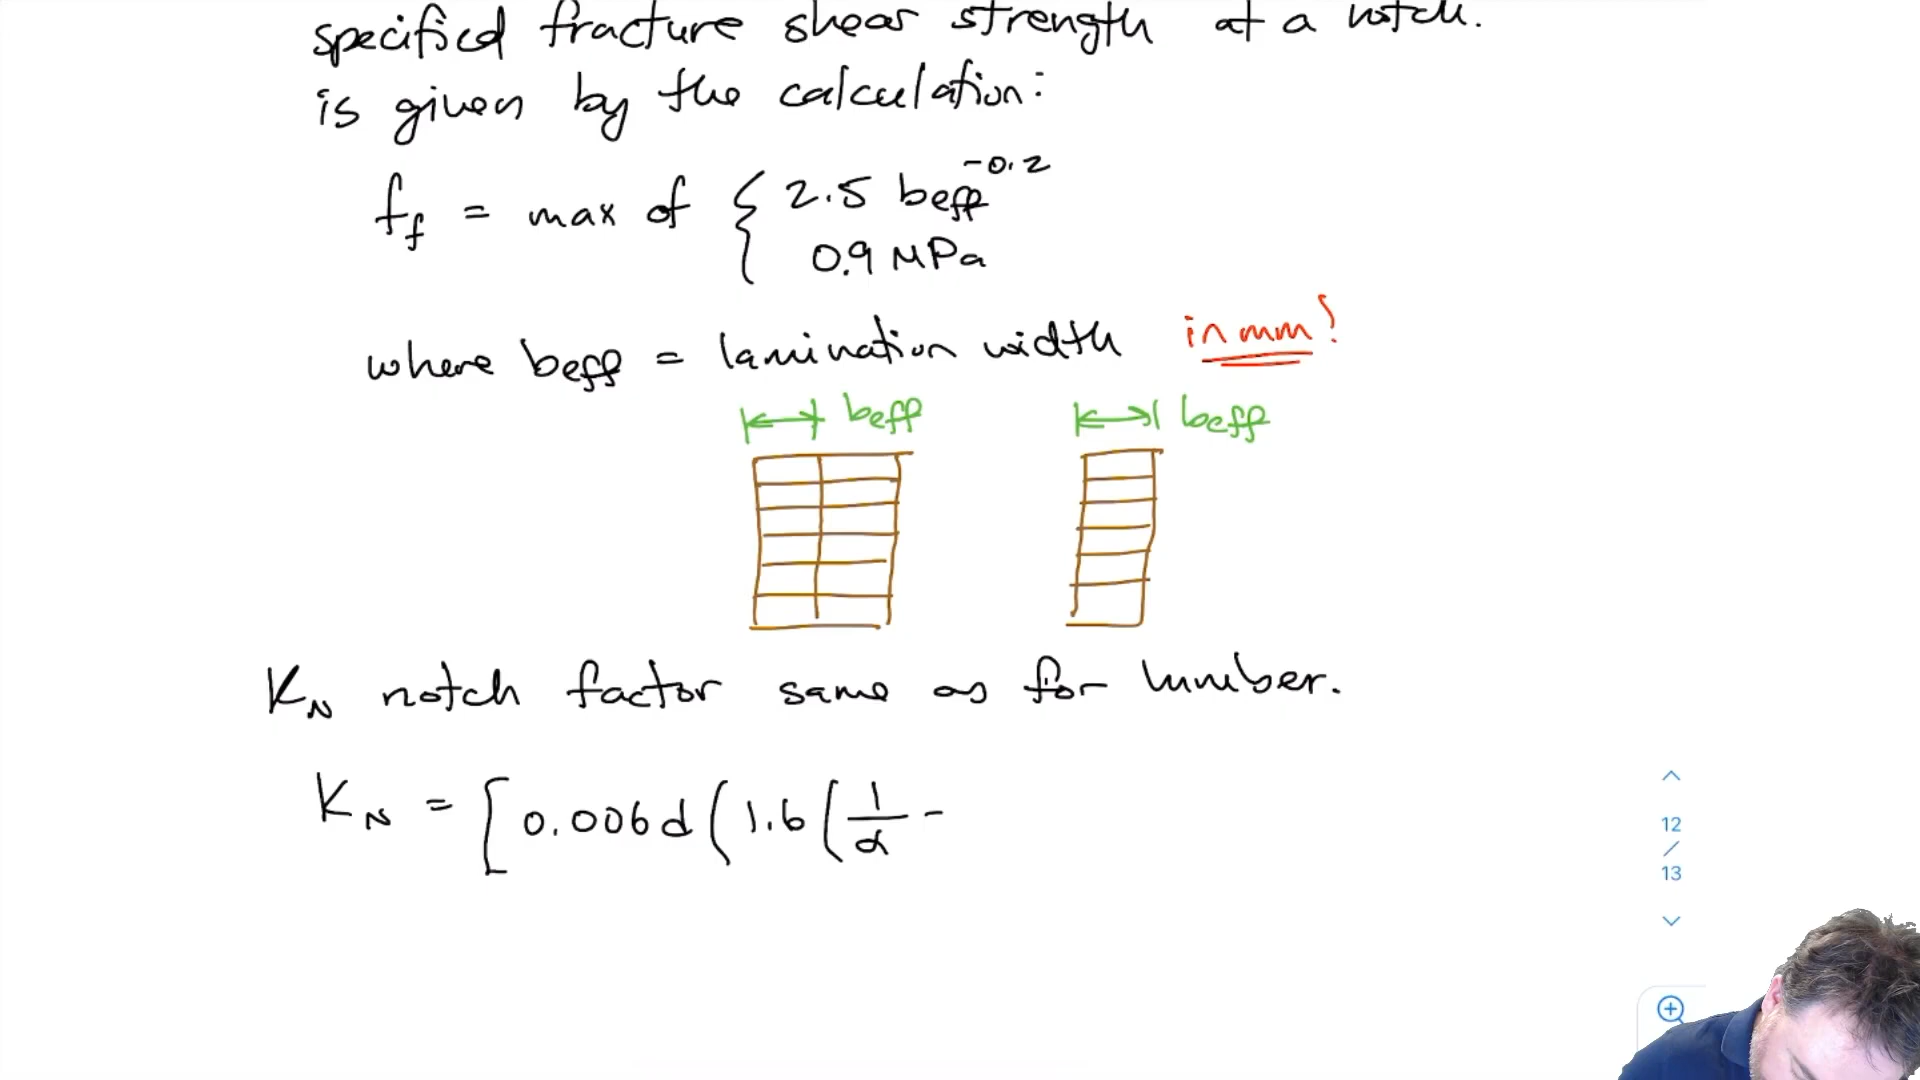 specified fracture shear strength at a notch.
is given by the calculation:
f_f = max of { 2.5 beff^-0.2
0.9 MPa
where beff = lamination width in mm!
beff beff
K_N notch factor same as for lumber.
K_N = [ 0.006d ( 1.6 ( 1/α -
12
/
13